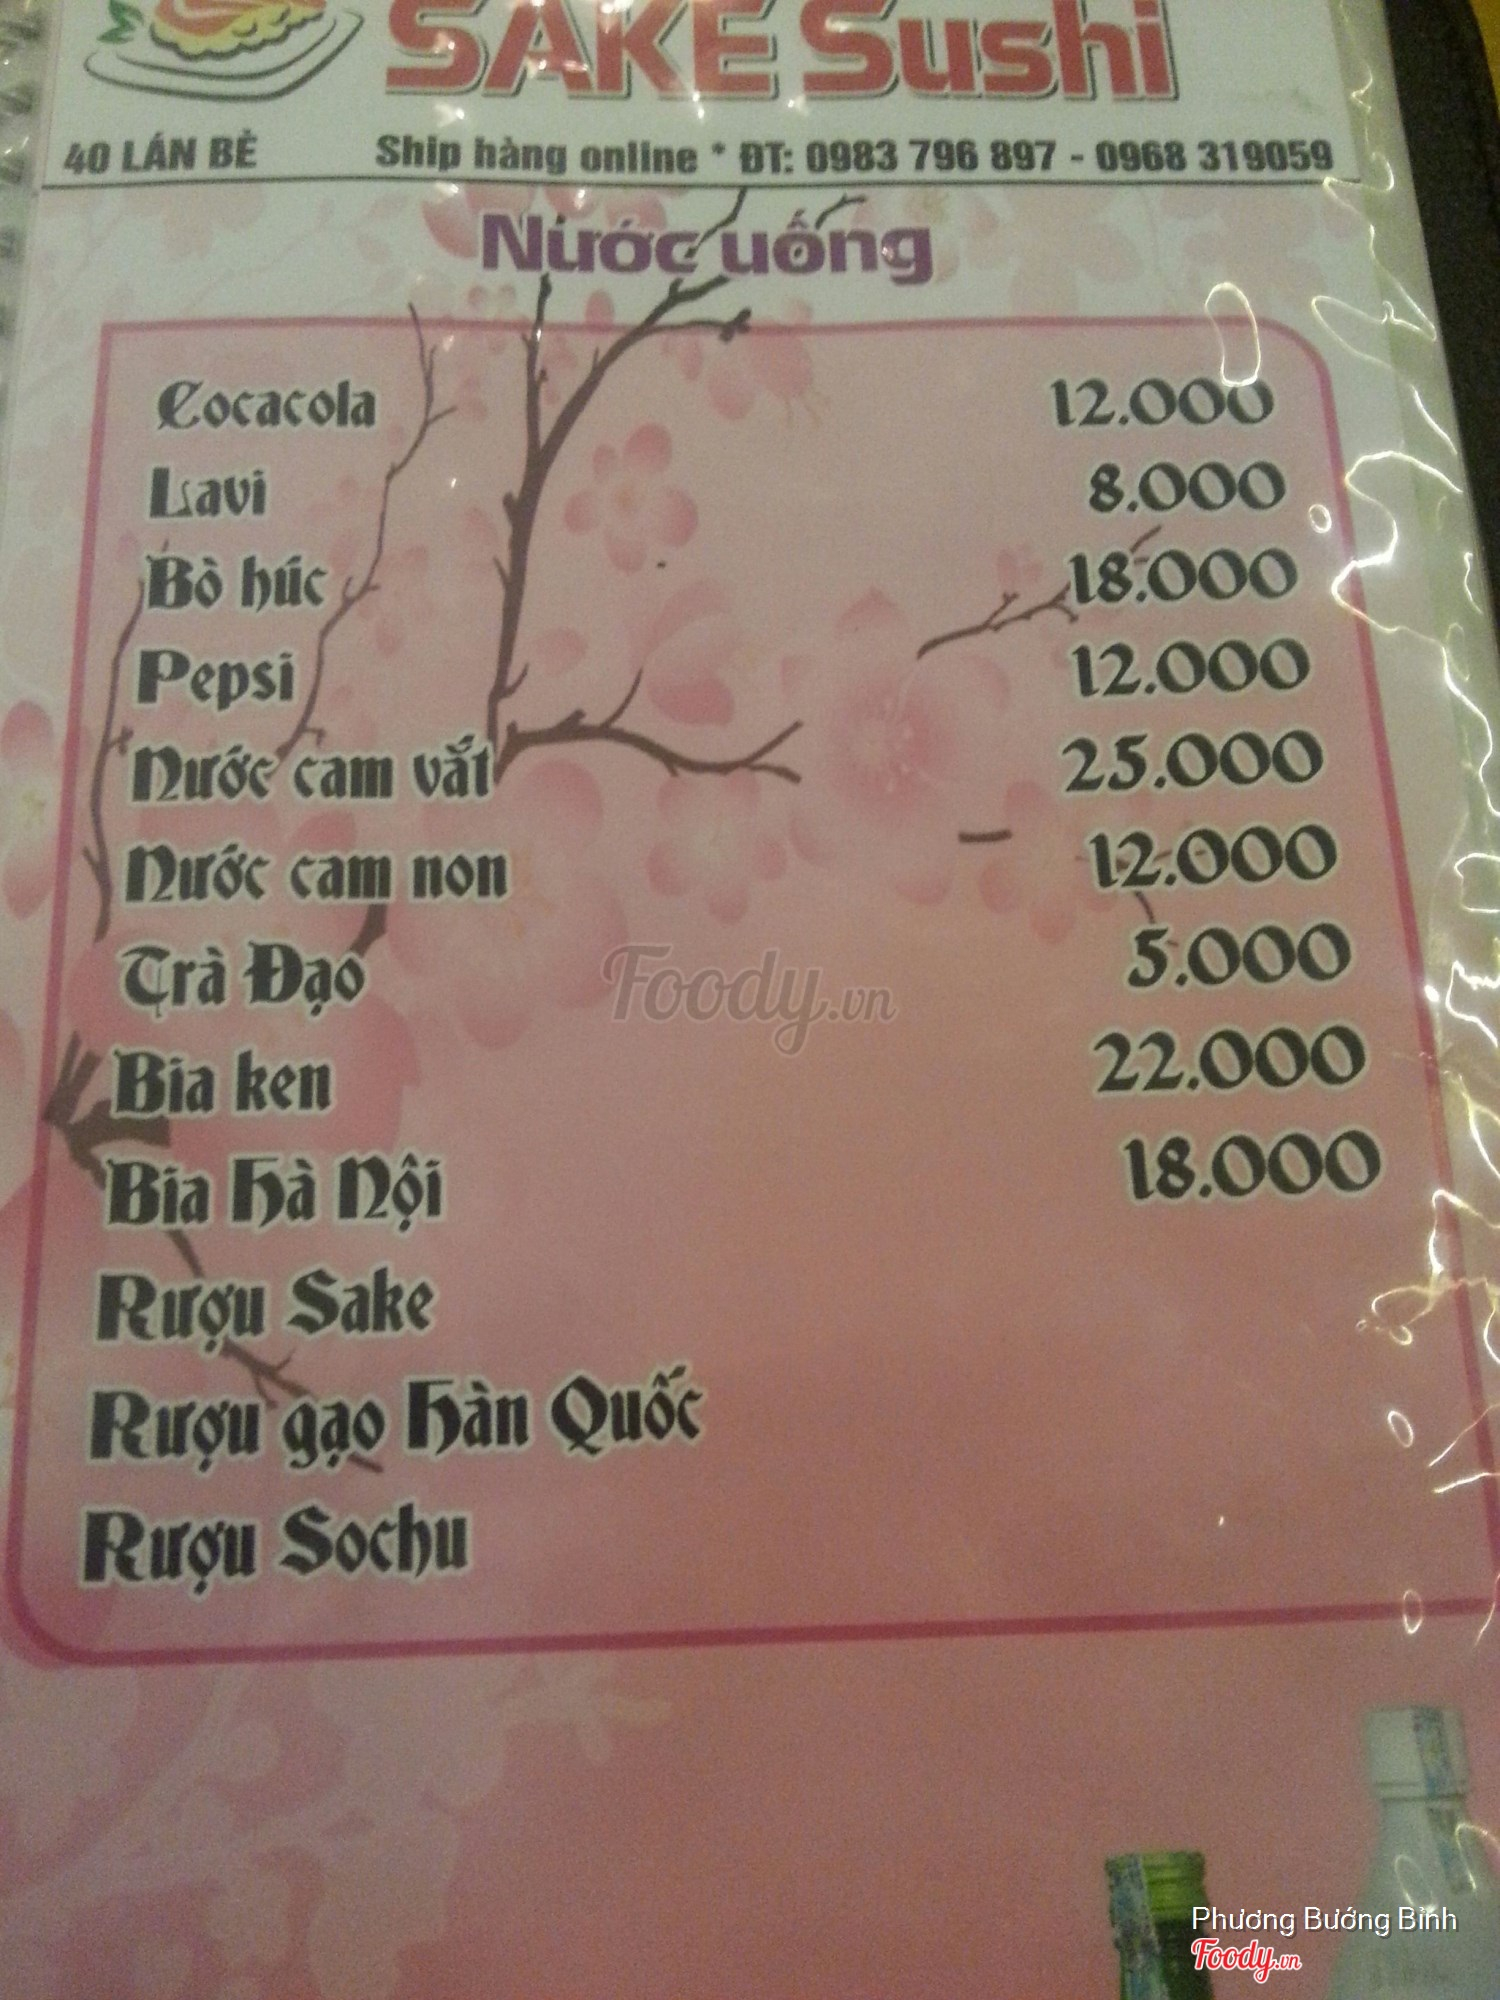 SAKE Sushi
40 LÁN BÈ Ship hàng online * ĐT: 0983 796 897 - 0968 319059
Nước uống
Cocacola 12.000
Lavi 8.000
Bò húc 18.000
Pepsi 12.000
Nước cam vắt 25.000
Nước cam non 12.000
Trà Đạo 5.000
Foody.vn
Bia ken 22.000
Bia Hà Nội 18.000
Rượu Sake
Rượu gạo Hàn Quốc
Rượu Sochu
Phương Bướng Bỉnh
Foody.vn